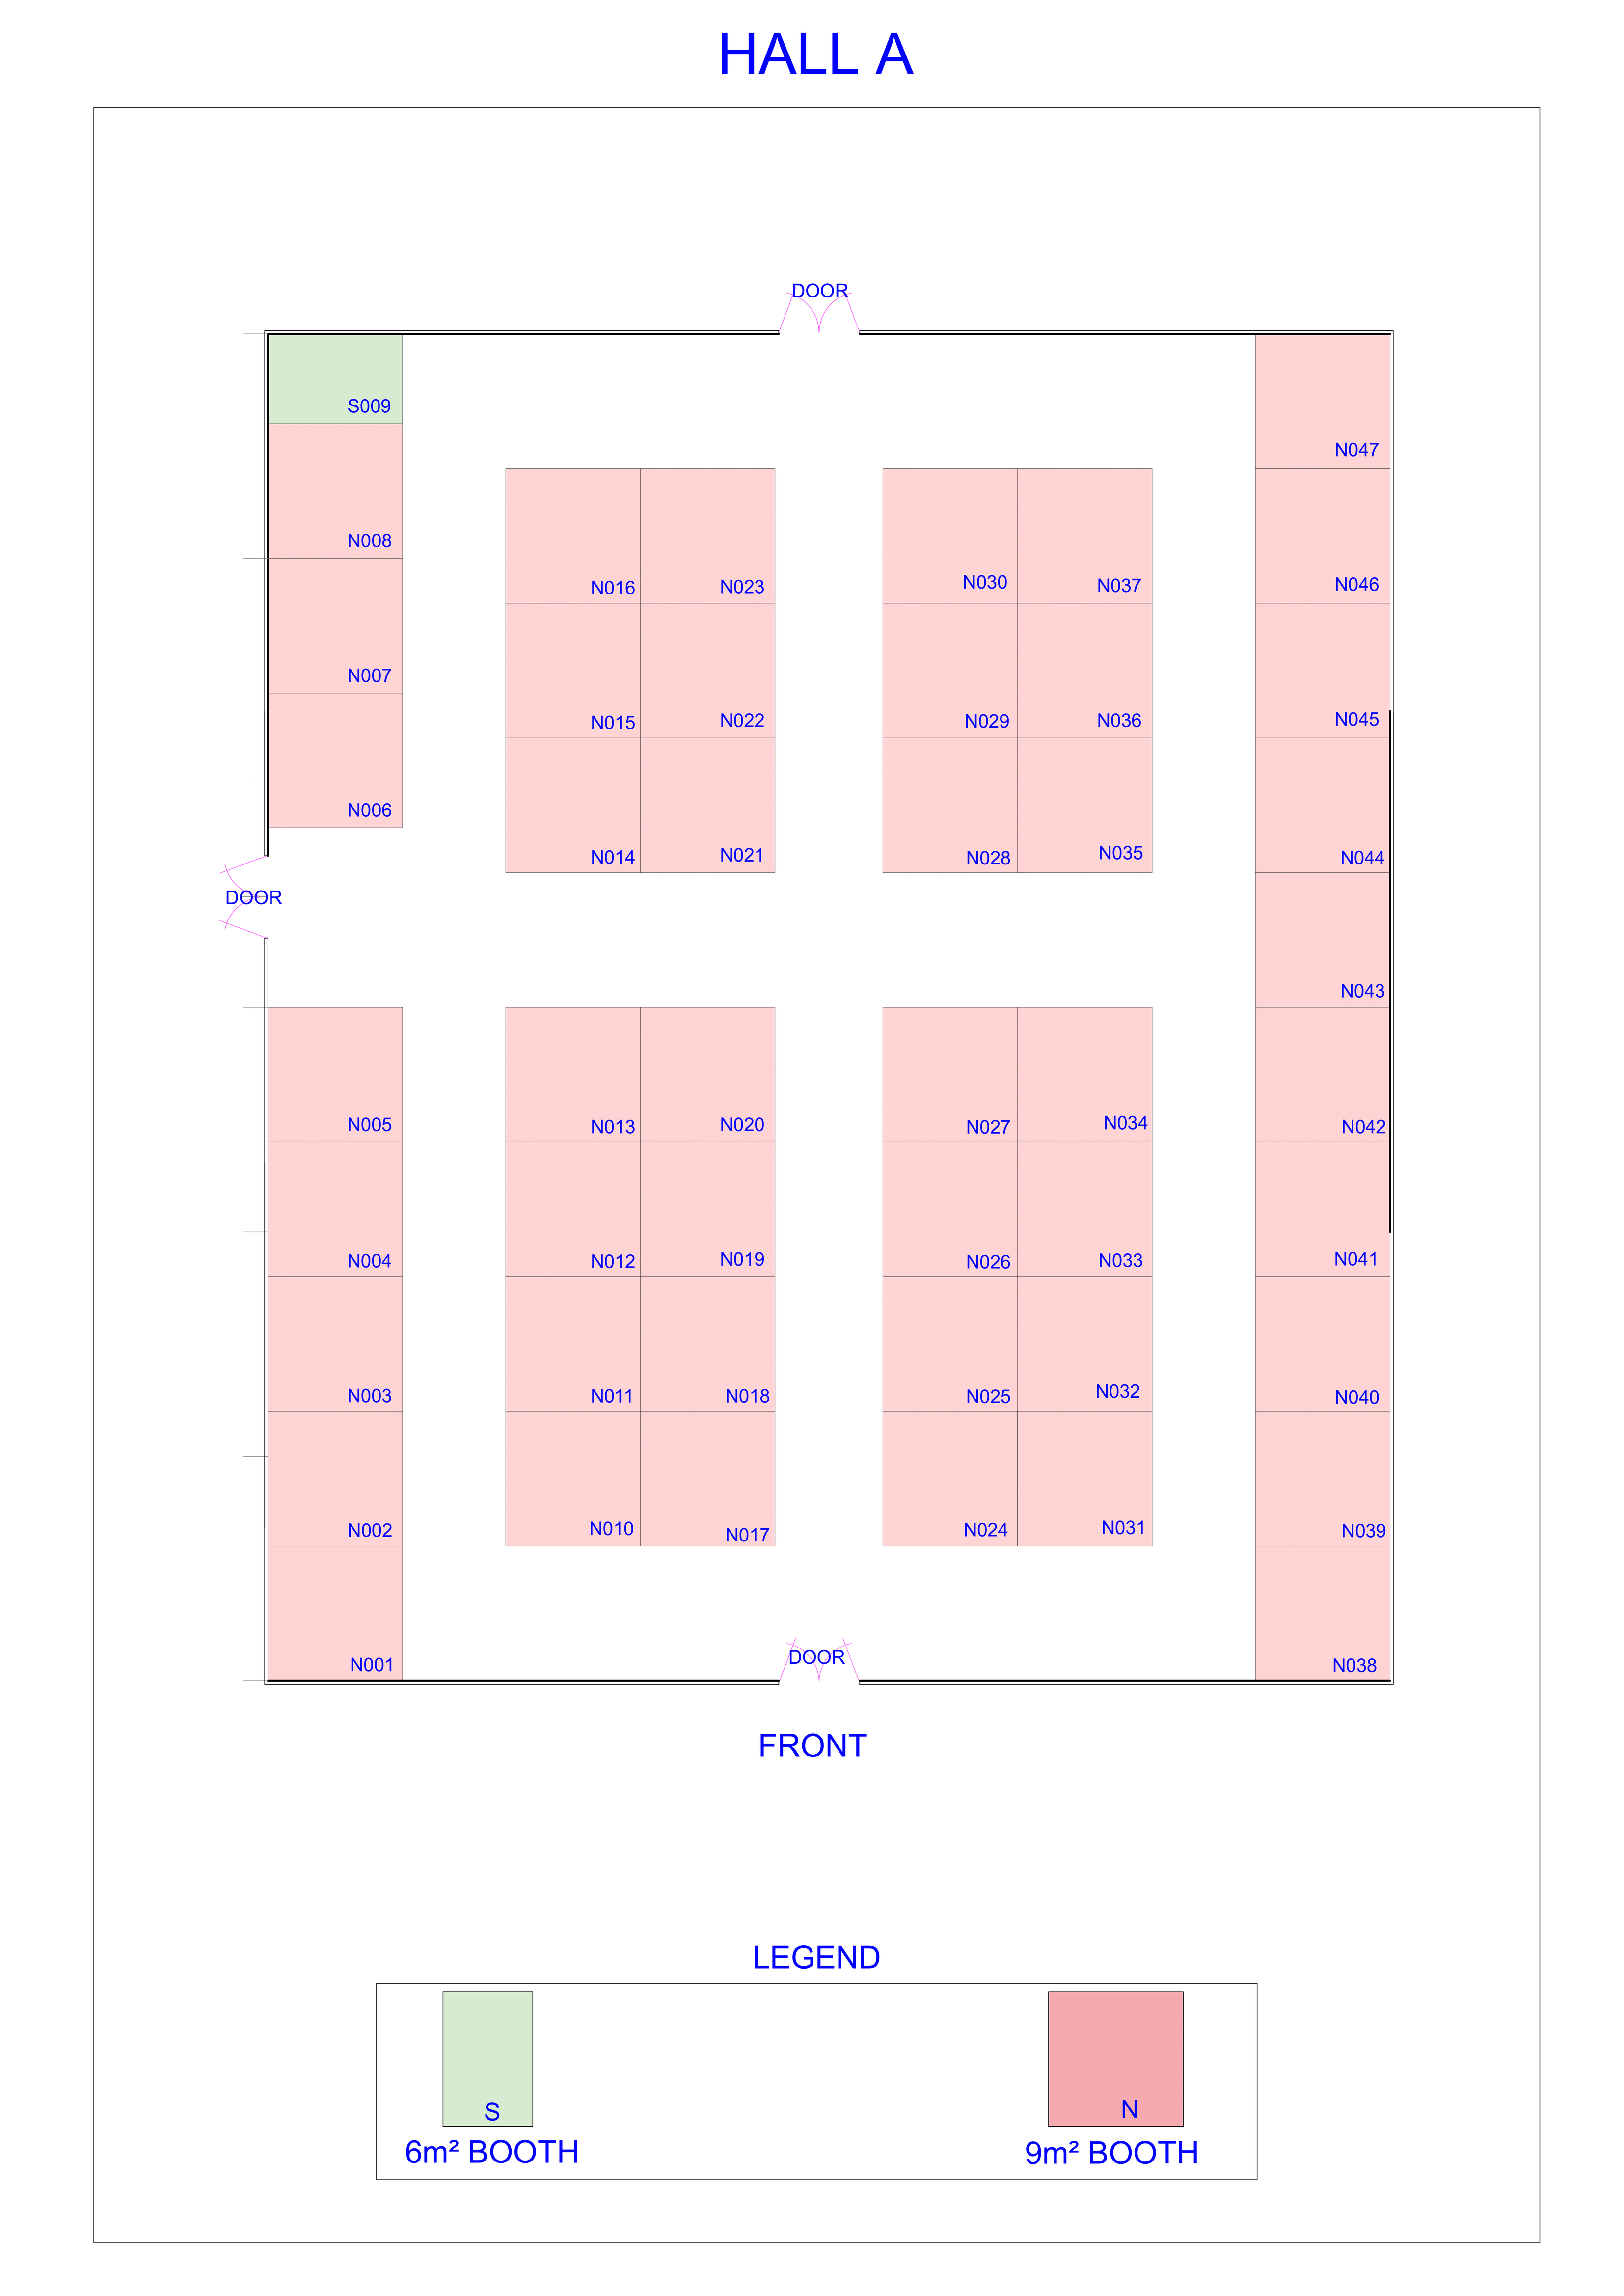 HALL A
DOOR
S009
N047
N008
N016 N023 N030 N037 N046
N007
N015 N022 N029 N036 N045
N006
N014 N021 N028 N035 N044
DOOR
N043
N005 N013 N020 N027 N034 N042
N004 N012 N019 N026 N033 N041
N003 N011 N018 N025 N032 N040
N002 N010 N017 N024 N031 N039
N001 N038
DOOR
FRONT
LEGEND
S N
6m² BOOTH 9m² BOOTH